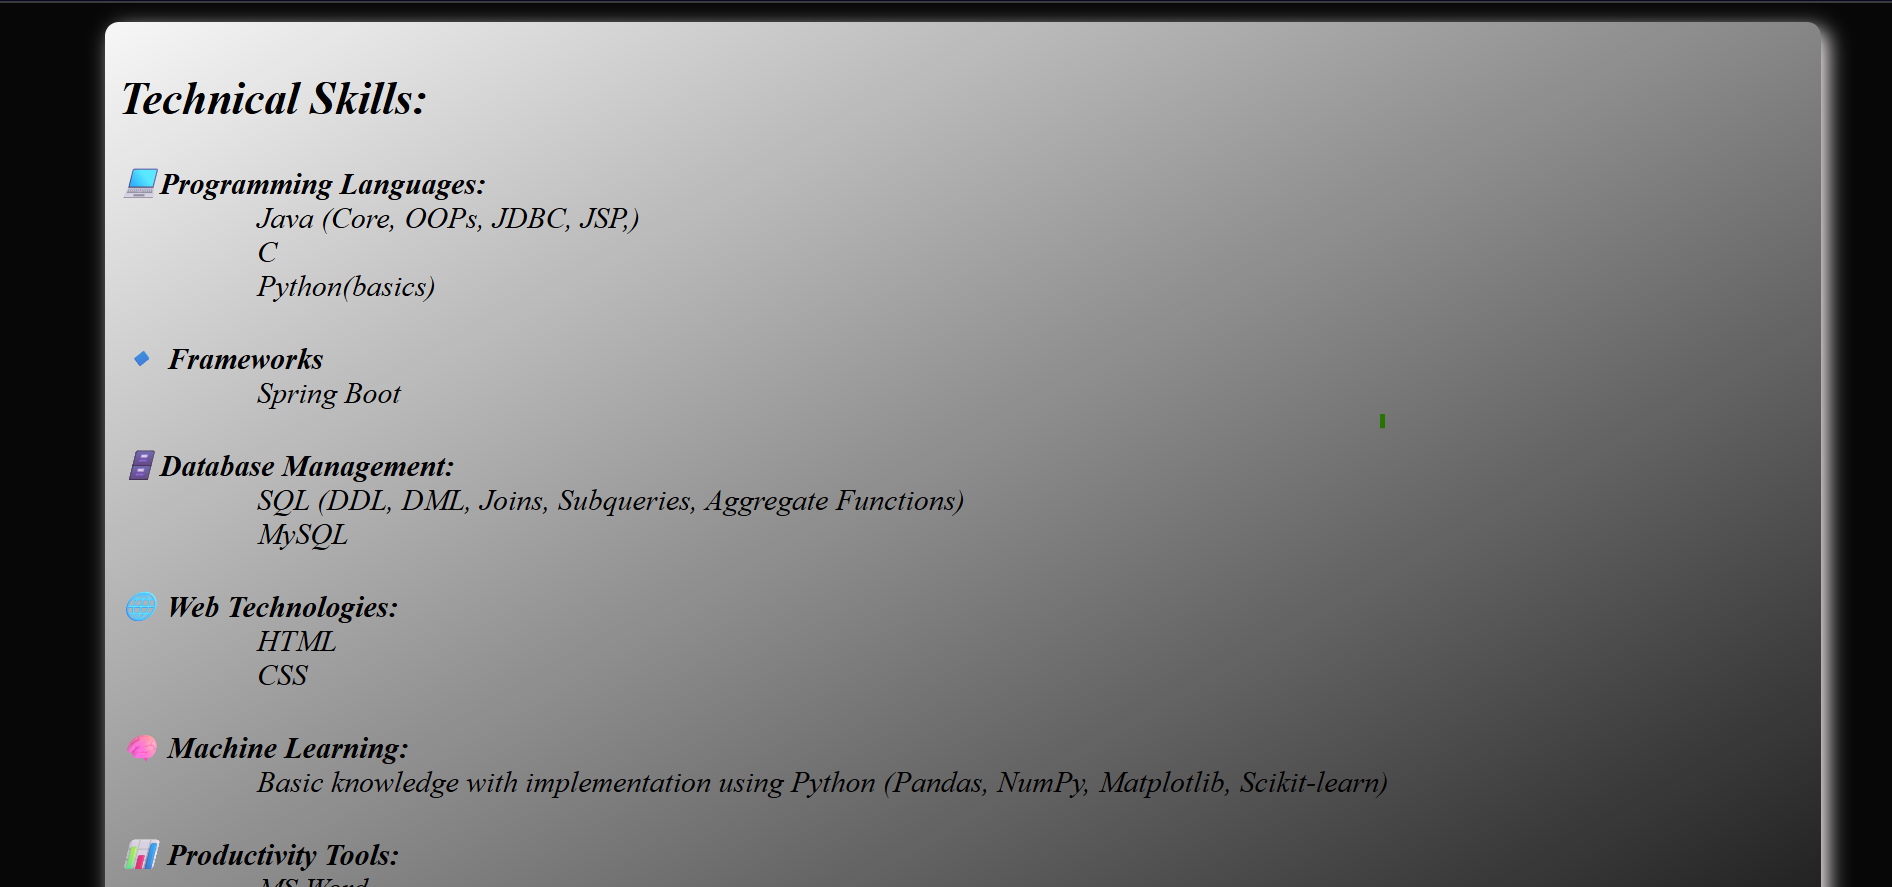 Technical Skills:
Programming Languages:
Java (Core, OOPs, JDBC, JSP,)
C
Python(basics)
Frameworks
Spring Boot
Database Management:
SQL (DDL, DML, Joins, Subqueries, Aggregate Functions)
MySQL
Web Technologies:
HTML
CSS
Machine Learning:
Basic knowledge with implementation using Python (Pandas, NumPy, Matplotlib, Scikit-learn)
Productivity Tools:
MS Word